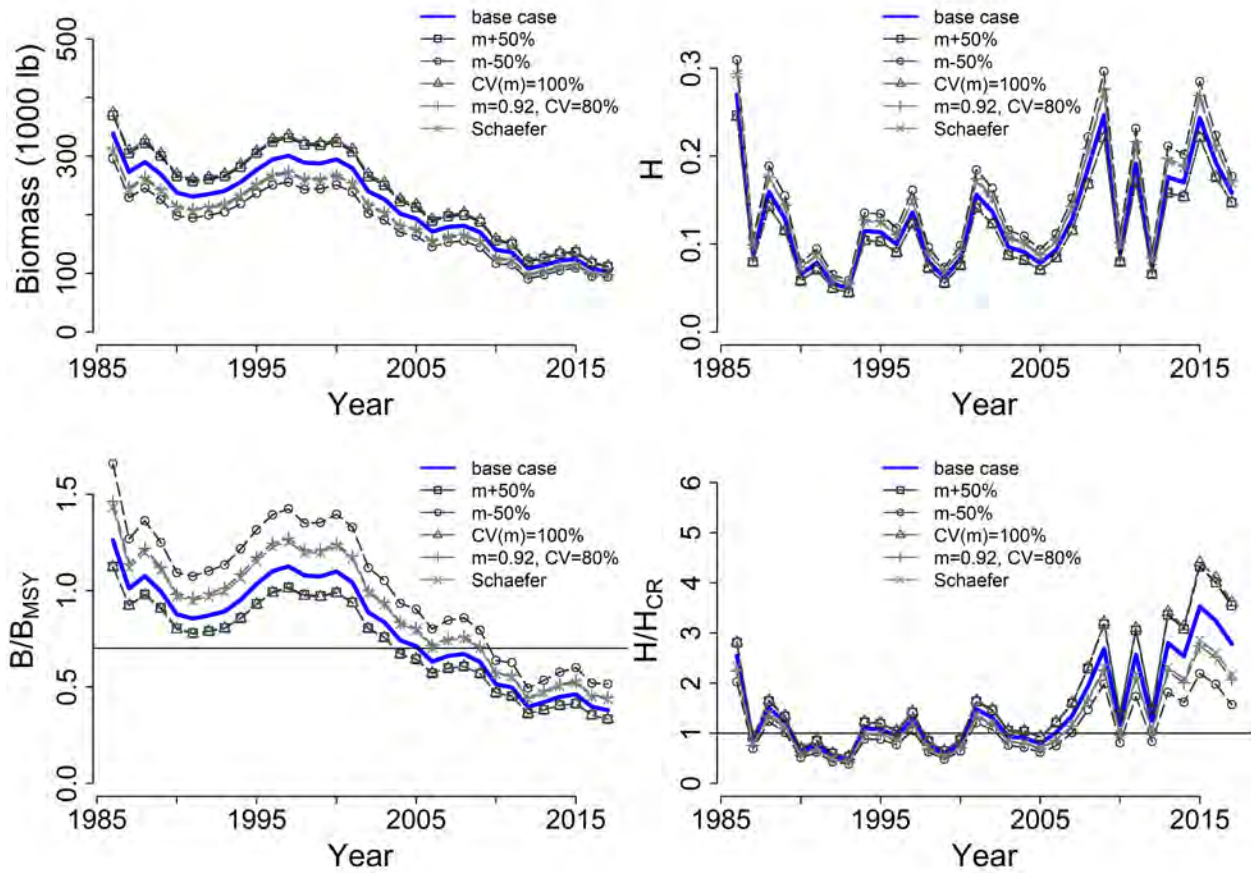 Biomass (1000 lb)
500
300
100
0
base case
m+50%
m-50%
CV(m)=100%
m=0.92, CV=80%
Schaefer
1985
1995
2005
2015
Year
H
0.3
0.2
0.1
0.0
base case
m+50%
m-50%
CV(m)=100%
m=0.92, CV=80%
Schaefer
1985
1995
2005
2015
Year
B/BMSY
1.5
1.0
0.5
0.0
base case
m+50%
m-50%
CV(m)=100%
m=0.92, CV=80%
Schaefer
1985
1995
2005
2015
Year
H/HCR
6
5
4
3
2
1
0
base case
m+50%
m-50%
CV(m)=100%
m=0.92, CV=80%
Schaefer
1985
1995
2005
2015
Year